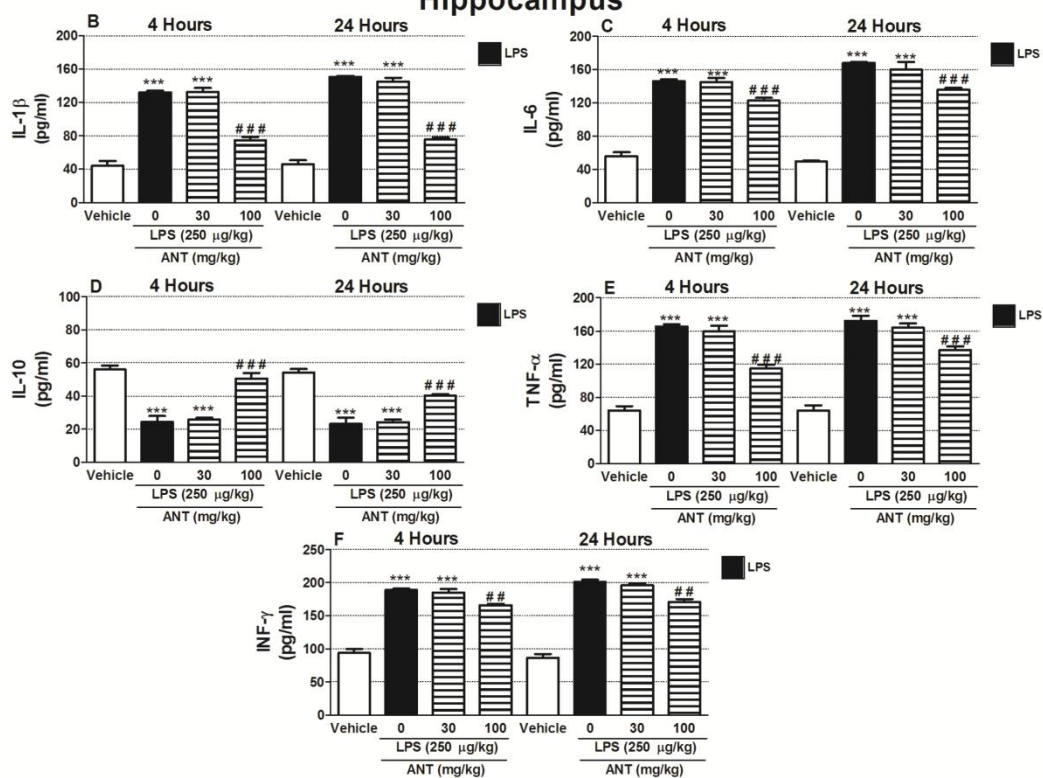 Hippocampus
B 4 Hours 24 Hours
LPS
IL-1β
(pg/ml)
200
160
120
80
40
0
*** *** ### *** *** ###
Vehicle 0 30 100 Vehicle 0 30 100
LPS (250 µg/kg) LPS (250 µg/kg)
ANT (mg/kg) ANT (mg/kg)
C 4 Hours 24 Hours
LPS
IL-6
(pg/ml)
200
160
120
80
40
0
*** *** ### *** *** ###
Vehicle 0 30 100 Vehicle 0 30 100
LPS (250 µg/kg) LPS (250 µg/kg)
ANT (mg/kg) ANT (mg/kg)
D 4 Hours 24 Hours
LPS
IL-10
(pg/ml)
100
80
60
40
20
0
*** *** ### *** *** ###
Vehicle 0 30 100 Vehicle 0 30 100
LPS (250 µg/kg) LPS (250 µg/kg)
ANT (mg/kg) ANT (mg/kg)
E 4 Hours 24 Hours
LPS
TNF-α
(pg/ml)
200
160
120
80
40
0
*** *** ### *** *** ###
Vehicle 0 30 100 Vehicle 0 30 100
LPS (250 µg/kg) LPS (250 µg/kg)
ANT (mg/kg) ANT (mg/kg)
F 4 Hours 24 Hours
LPS
INF-γ
(pg/ml)
250
200
150
100
50
0
*** *** ## *** *** ##
Vehicle 0 30 100 Vehicle 0 30 100
LPS (250 µg/kg) LPS (250 µg/kg)
ANT (mg/kg) ANT (mg/kg)